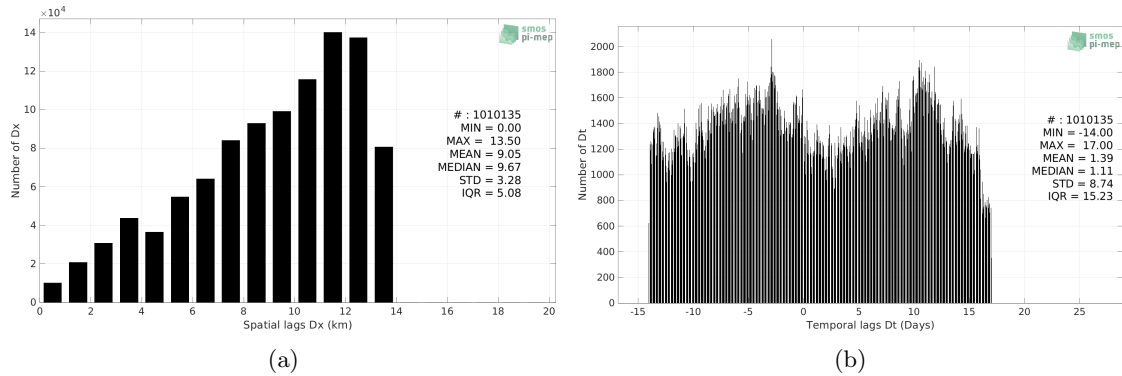 ×10⁴
14
12
10
8
6
4
2
0
0 2 4 6 8 10 12 14 16 18 20
Number of Dx
Spatial lags Dx (km)
smos
pi-mep
# : 1010135
MIN = 0.00
MAX = 13.50
MEAN = 9.05
MEDIAN = 9.67
STD = 3.28
IQR = 5.08
(a)
2000
1800
1600
1400
1200
1000
800
600
400
200
0
-15 -10 -5 0 5 10 15 20 25
Number of Dt
Temporal lags Dt (Days)
smos
pi-mep
# : 1010135
MIN = -14.00
MAX = 17.00
MEAN = 1.39
MEDIAN = 1.11
STD = 8.74
IQR = 15.23
(b)